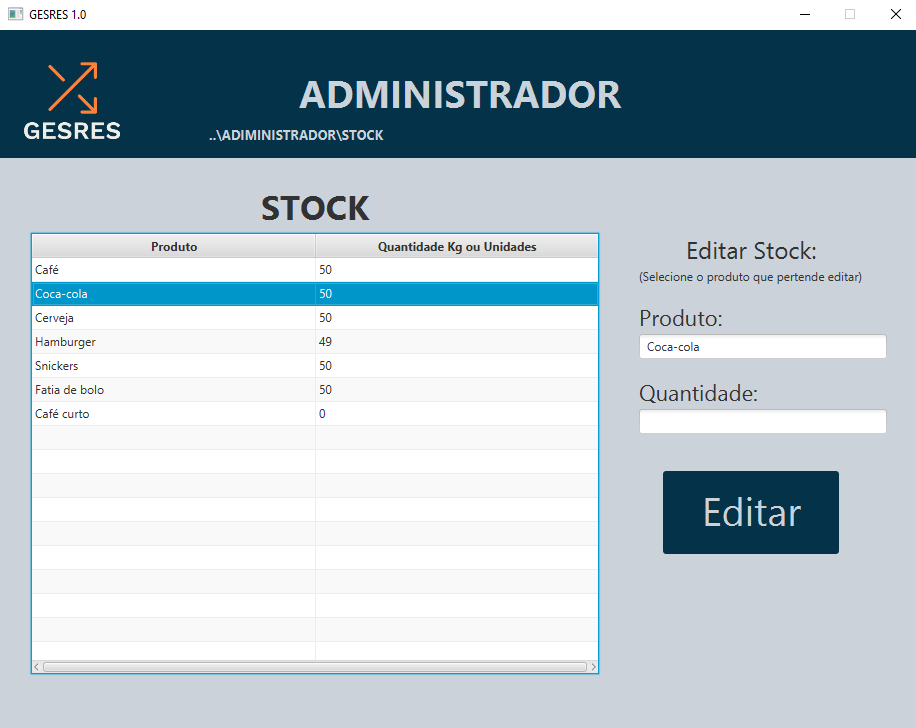 GESRES 1.0
ADMINISTRADOR
GESRES
..\ADIMINISTRADOR\STOCK
STOCK
Produto Quantidade Kg ou Unidades
Café 50
Coca-cola 50
Cerveja 50
Hamburger 49
Snickers 50
Fatia de bolo 50
Café curto 0
Editar Stock:
(Selecione o produto que pertende editar)
Produto:
Coca-cola
Quantidade:
Editar